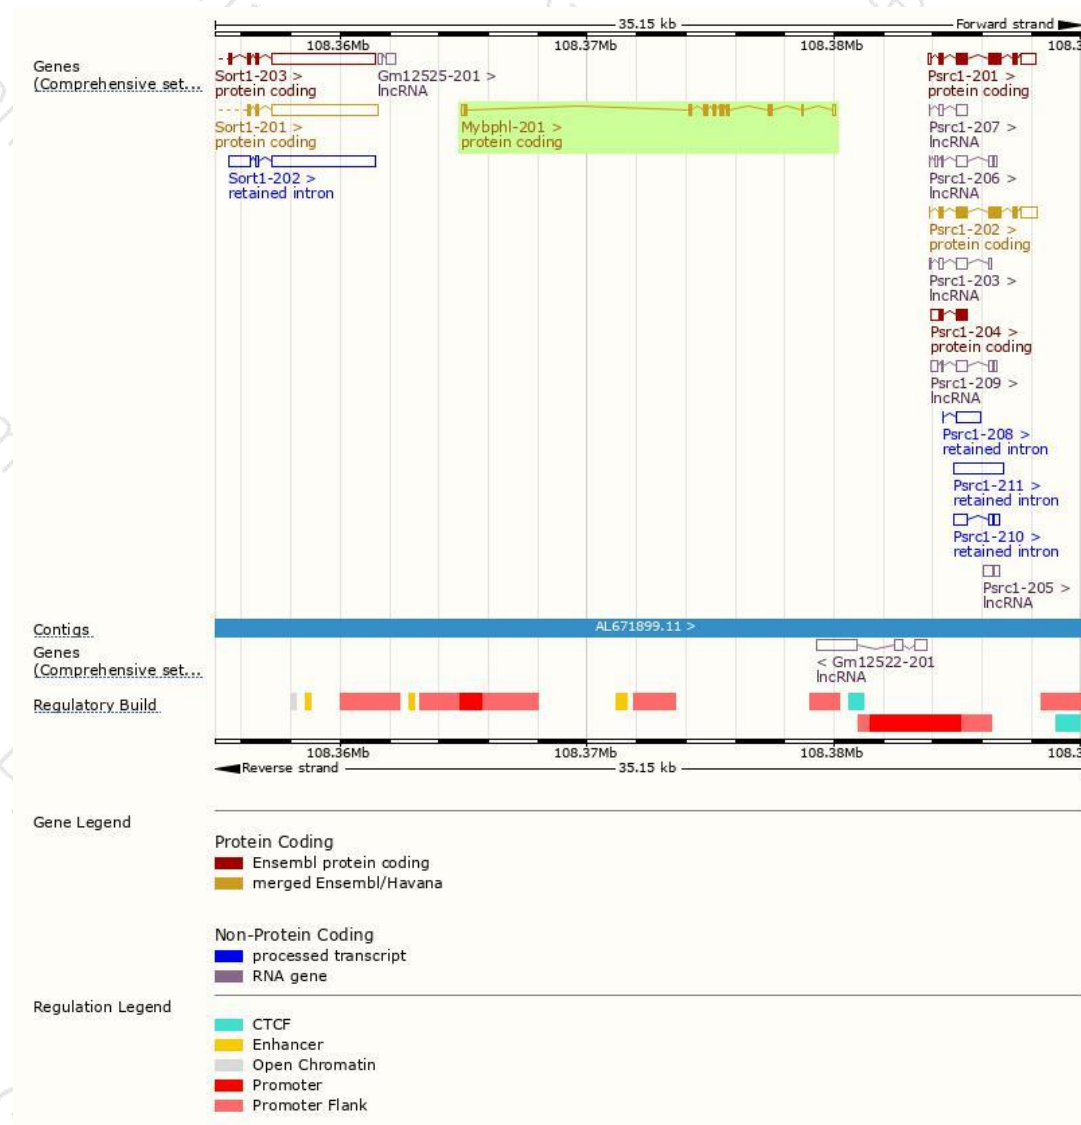 35.15 kb Forward strand
108.36Mb 108.37Mb 108.38Mb 108.3
Genes
(Comprehensive set...
Sort1-203 >
protein coding
Gm12525-201 >
lncRNA
Psrc1-201 >
protein coding
Sort1-201 >
protein coding
Mybphl-201 >
protein coding
Psrc1-207 >
lncRNA
Sort1-202 >
retained intron
Psrc1-206 >
lncRNA
Psrc1-202 >
protein coding
Psrc1-203 >
lncRNA
Psrc1-204 >
protein coding
Psrc1-209 >
lncRNA
Psrc1-208 >
retained intron
Psrc1-211 >
retained intron
Psrc1-210 >
retained intron
Psrc1-205 >
lncRNA
Contigs
AL671899.11 >
Genes
(Comprehensive set...
< Gm12522-201
lncRNA
Regulatory Build
108.36Mb 108.37Mb 108.38Mb 108.3
Reverse strand 35.15 kb
Gene Legend
Protein Coding
Ensembl protein coding
merged Ensembl/Havana
Non-Protein Coding
processed transcript
RNA gene
Regulation Legend
CTCF
Enhancer
Open Chromatin
Promoter
Promoter Flank